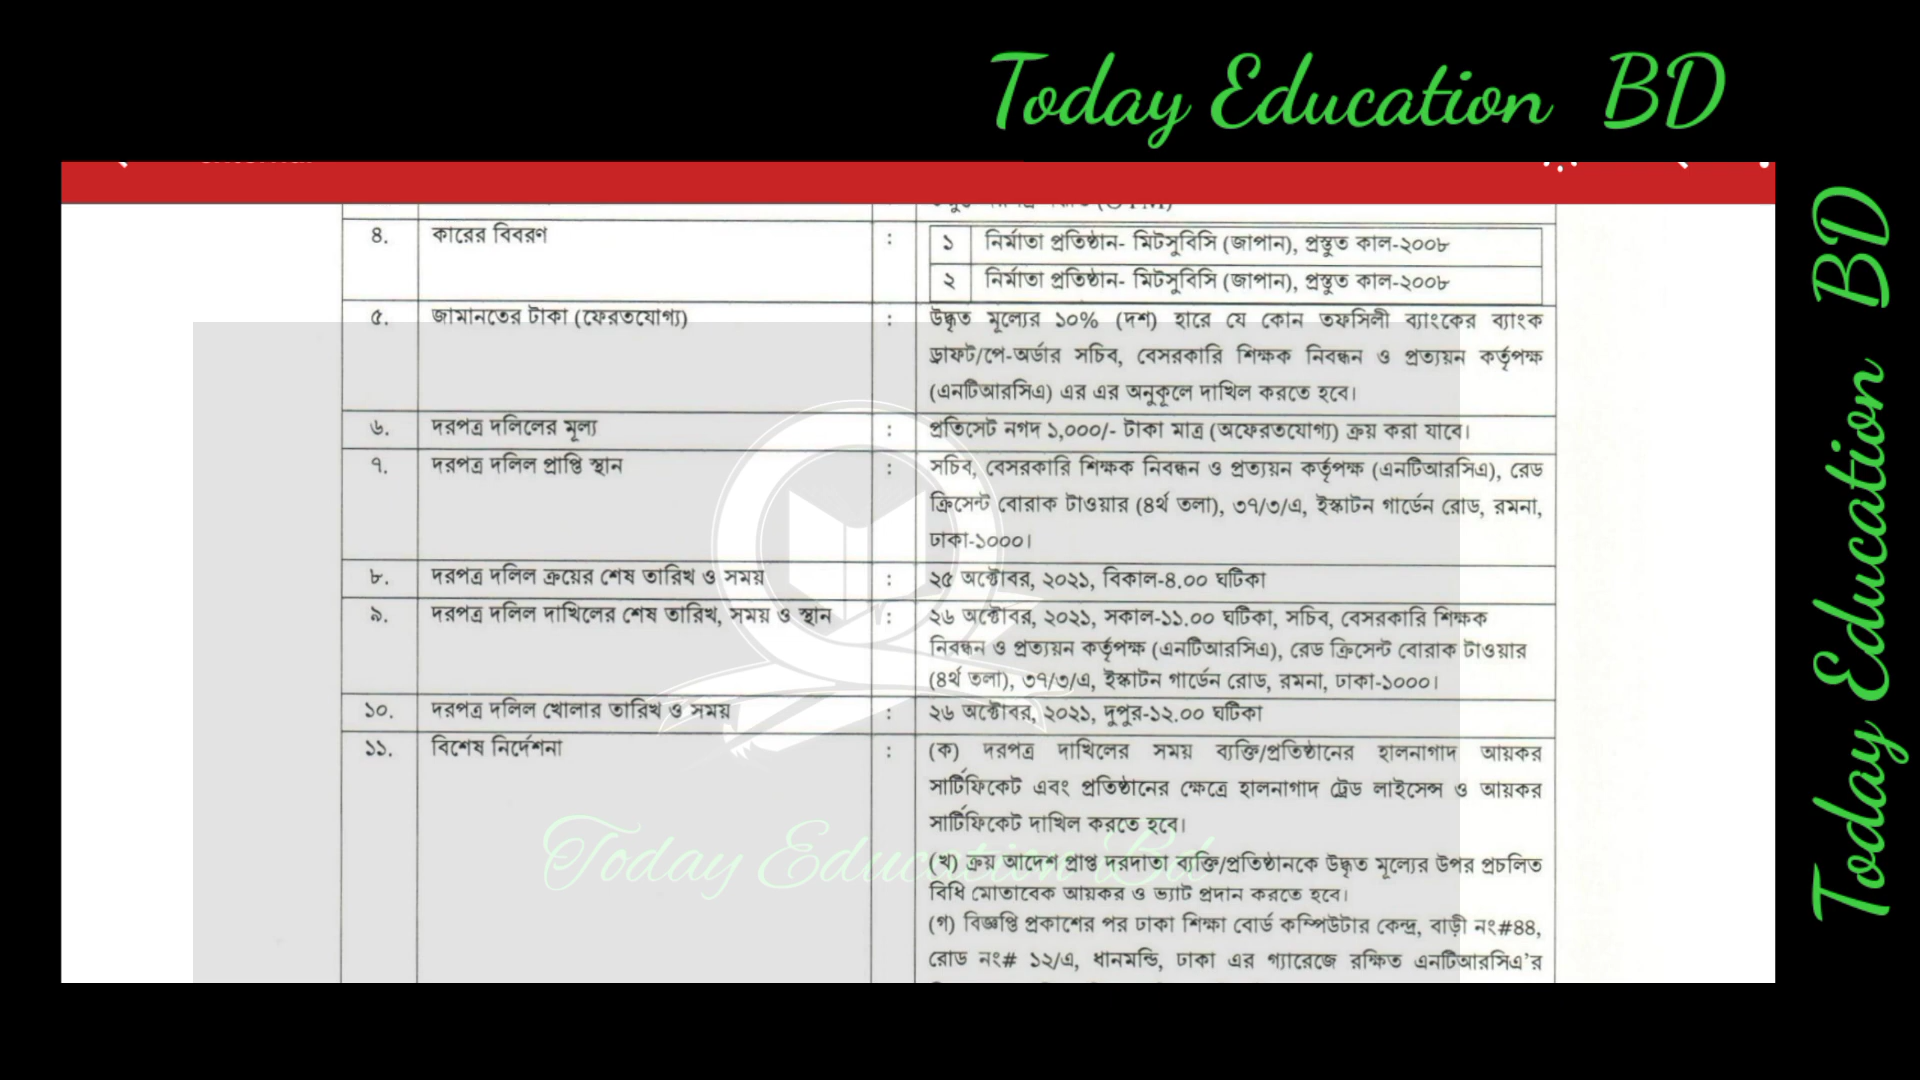 Today Education BD
(OTM)
৪. কারের বিবরণ : ১ নির্মাতা প্রতিষ্ঠান- মিটসুবিসি (জাপান), প্রস্তুত কাল-২০০৮
২ নির্মাতা প্রতিষ্ঠান- মিটসুবিসি (জাপান), প্রস্তুত কাল-২০০৮
৫. জামানতের টাকা (ফেরতযোগ্য) : উদ্ধৃত মূল্যের ১০% (দশ) হারে যে কোন তফসিলী ব্যাংকের ব্যাংক
ড্রাফট/পে-অর্ডার সচিব, বেসরকারি শিক্ষক নিবন্ধন ও প্রত্যয়ন কর্তৃপক্ষ
(এনটিআরসিএ) এর এর অনুকূলে দাখিল করতে হবে।
৬. দরপত্র দলিলের মূল্য : প্রতিসেট নগদ ১,০০০/- টাকা মাত্র (অফেরতযোগ্য) ক্রয় করা যাবে।
৭. দরপত্র দলিল প্রাপ্তি স্থান : সচিব, বেসরকারি শিক্ষক নিবন্ধন ও প্রত্যয়ন কর্তৃপক্ষ (এনটিআরসিএ), রেড
ক্রিসেন্ট বোরাক টাওয়ার (৪র্থ তলা), ৩৭/৩/এ, ইস্কাটন গার্ডেন রোড, রমনা,
ঢাকা-১০০০।
৮. দরপত্র দলিল ক্রয়ের শেষ তারিখ ও সময় : ২৫ অক্টোবর, ২০২১, বিকাল-৪.০০ ঘটিকা
৯. দরপত্র দলিল দাখিলের শেষ তারিখ, সময় ও স্থান : ২৬ অক্টোবর, ২০২১, সকাল-১১.০০ ঘটিকা, সচিব, বেসরকারি শিক্ষক
নিবন্ধন ও প্রত্যয়ন কর্তৃপক্ষ (এনটিআরসিএ), রেড ক্রিসেন্ট বোরাক টাওয়ার
(৪র্থ তলা), ৩৭/৩/এ, ইস্কাটন গার্ডেন রোড, রমনা, ঢাকা-১০০০।
১০. দরপত্র দলিল খোলার তারিখ ও সময় : ২৬ অক্টোবর, ২০২১, দুপুর-১২.০০ ঘটিকা
১১. বিশেষ নির্দেশনা : (ক) দরপত্র দাখিলের সময় ব্যক্তি/প্রতিষ্ঠানের হালনাগাদ আয়কর
সার্টিফিকেট এবং প্রতিষ্ঠানের ক্ষেত্রে হালনাগাদ ট্রেড লাইসেন্স ও আয়কর
সার্টিফিকেট দাখিল করতে হবে।
(খ) ক্রয় আদেশ প্রাপ্ত দরদাতা ব্যক্তি/প্রতিষ্ঠানকে উদ্ধৃত মূল্যের উপর প্রচলিত
বিধি মোতাবেক আয়কর ও ভ্যাট প্রদান করতে হবে।
(গ) বিজ্ঞপ্তি প্রকাশের পর ঢাকা শিক্ষা বোর্ড কম্পিউটার কেন্দ্র, বাড়ী নং#৪৪,
রোড নং# ১২/এ, ধানমন্ডি, ঢাকা এর গ্যারেজে রক্ষিত এনটিআরসিএ'র
Today Education Bd
Today Education BD